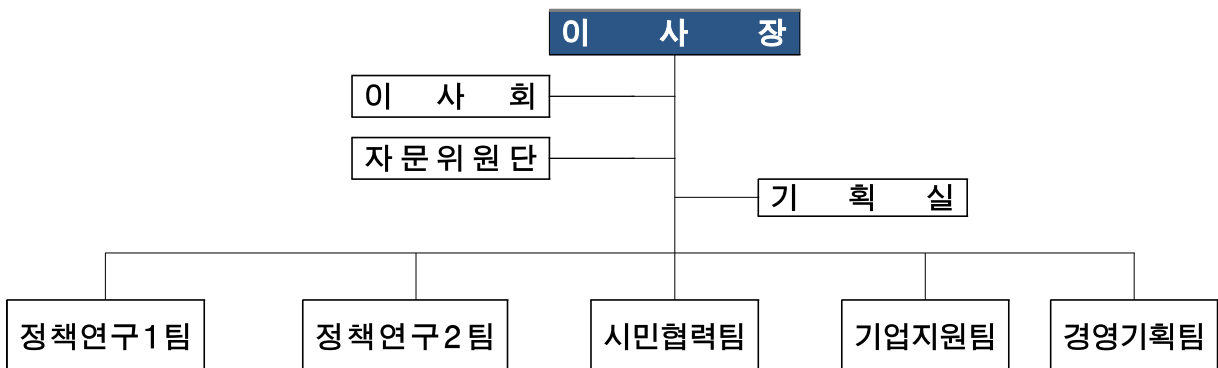 이 사 장
이 사 회
자문위원단
기 획 실
정책연구1팀
정책연구2팀
시민협력팀
기업지원팀
경영기획팀